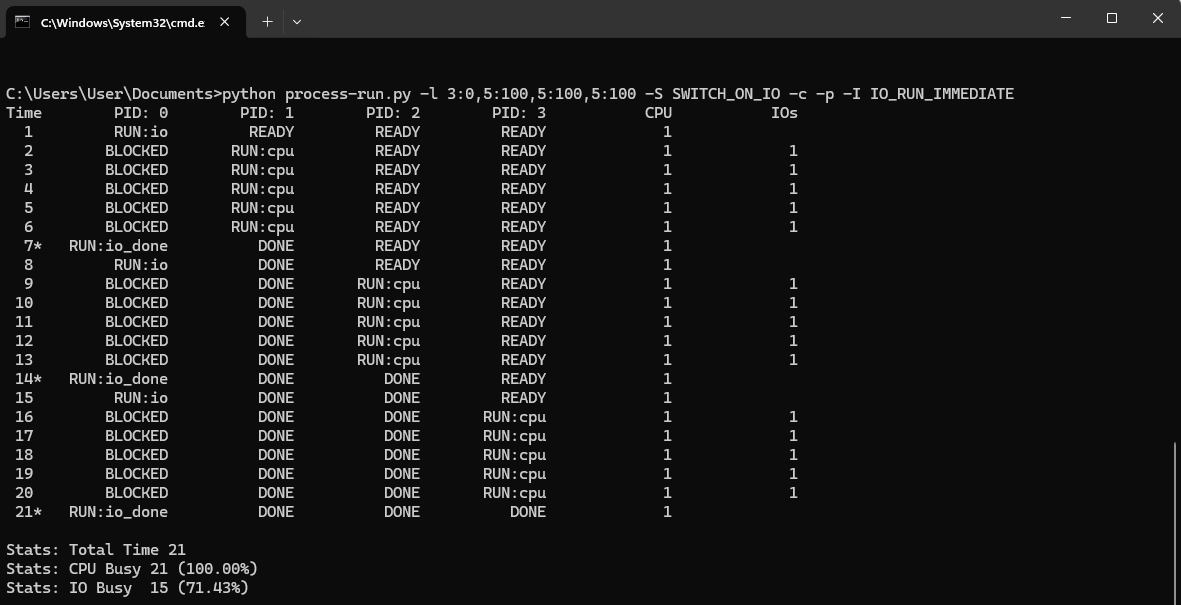 C:\Windows\System32\cmd.e
C:\Users\User\Documents>python process-run.py -l 3:0,5:100,5:100,5:100 -S SWITCH_ON_IO -c -p -I IO_RUN_IMMEDIATE
Time PID: 0 PID: 1 PID: 2 PID: 3 CPU IOs
1 RUN:io READY READY READY 1
2 BLOCKED RUN:cpu READY READY 1 1
3 BLOCKED RUN:cpu READY READY 1 1
4 BLOCKED RUN:cpu READY READY 1 1
5 BLOCKED RUN:cpu READY READY 1 1
6 BLOCKED RUN:cpu READY READY 1 1
7* RUN:io_done DONE READY READY 1
8 RUN:io DONE READY READY 1
9 BLOCKED DONE RUN:cpu READY 1 1
10 BLOCKED DONE RUN:cpu READY 1 1
11 BLOCKED DONE RUN:cpu READY 1 1
12 BLOCKED DONE RUN:cpu READY 1 1
13 BLOCKED DONE RUN:cpu READY 1 1
14* RUN:io_done DONE DONE READY 1
15 RUN:io DONE DONE READY 1
16 BLOCKED DONE DONE RUN:cpu 1 1
17 BLOCKED DONE DONE RUN:cpu 1 1
18 BLOCKED DONE DONE RUN:cpu 1 1
19 BLOCKED DONE DONE RUN:cpu 1 1
20 BLOCKED DONE DONE RUN:cpu 1 1
21* RUN:io_done DONE DONE DONE 1
Stats: Total Time 21
Stats: CPU Busy 21 (100.00%)
Stats: IO Busy  15 (71.43%)